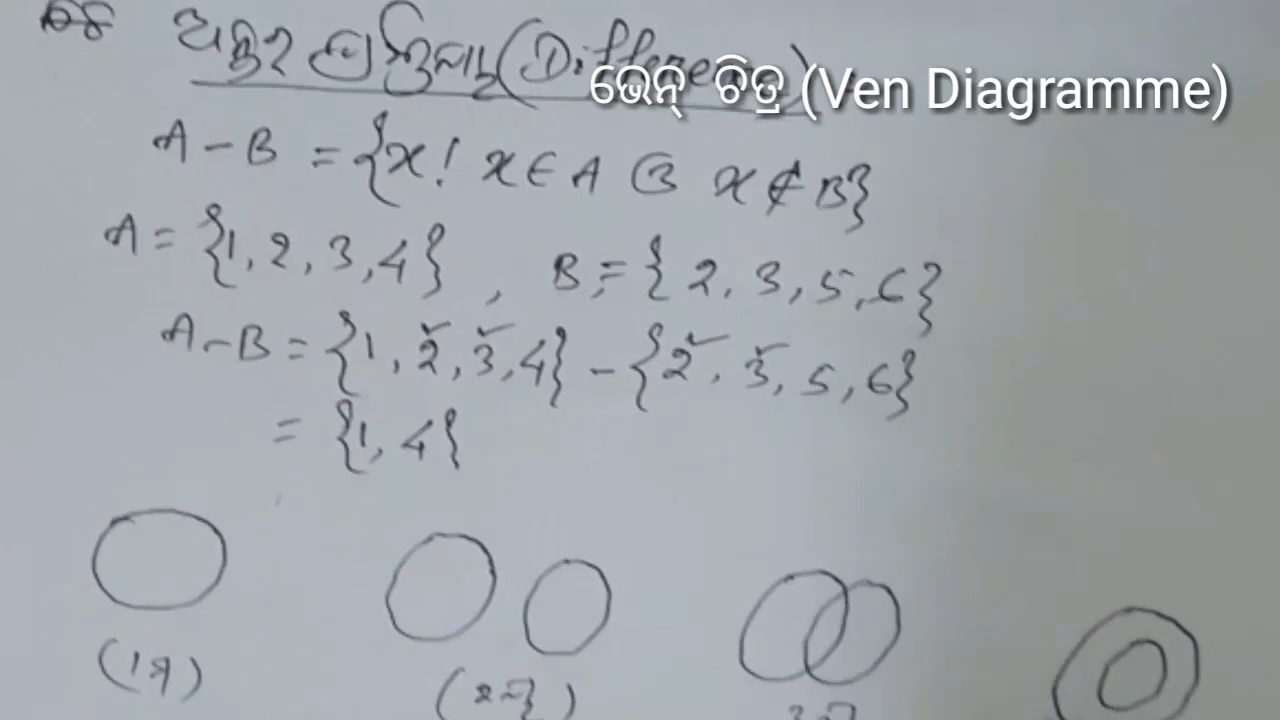 ଅନ୍ତର ପ୍ରକ୍ରିୟା (Difference)
ଭେନ୍ ଚିତ୍ର (Ven Diagramme)
A - B = {x! x ∈ A ଓ x ∉ B}
A = {1, 2, 3, 4}, B = {2, 3, 5, 6}
A - B = {1, 2, 3, 4} - {2, 3, 5, 6}
= {1, 4}
(୧ମ) (୨ୟ)